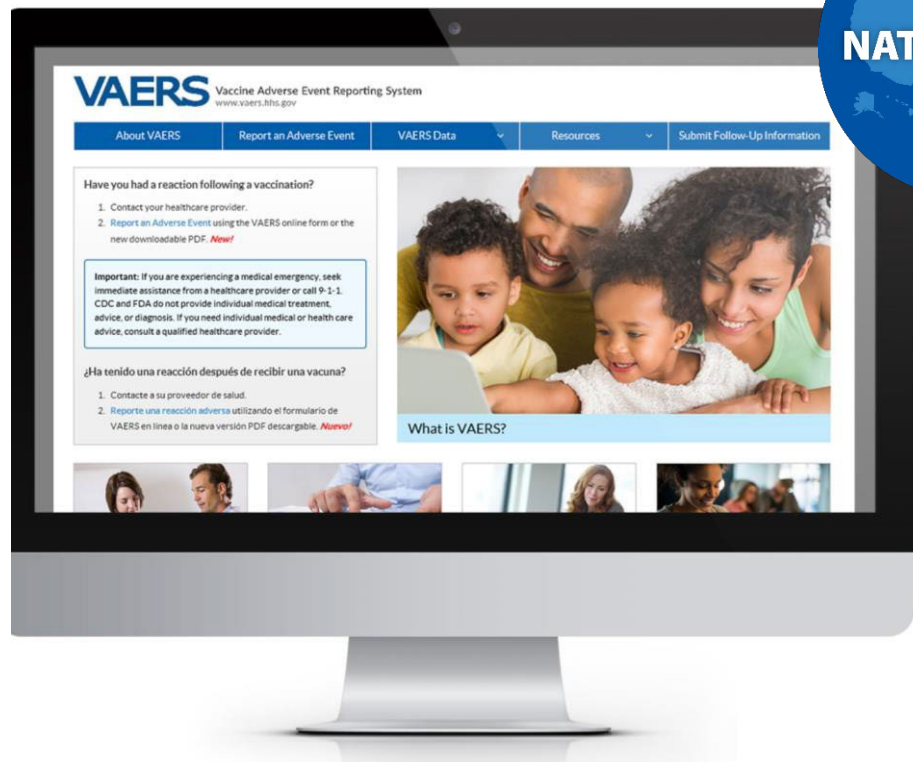 NAT
VAERS Vaccine Adverse Event Reporting System
www.vaers.hhs.gov
About VAERS Report an Adverse Event VAERS Data Resources Submit Follow-Up Information
Have you had a reaction following a vaccination?
1. Contact your healthcare provider.
2. Report an Adverse Event using the VAERS online form or the
new downloadable PDF. New!
Important: If you are experiencing a medical emergency, seek
immediate assistance from a healthcare provider or call 9-1-1.
CDC and FDA do not provide individual medical treatment,
advice, or diagnosis. If you need individual medical or health care
advice, consult a qualified healthcare provider.
¿Ha tenido una reacción después de recibir una vacuna?
1. Contacte a su proveedor de salud.
2. Reporte una reacción adversa utilizando el formulario de
VAERS en línea o la nueva versión PDF descargable. Nuevo!
What is VAERS?